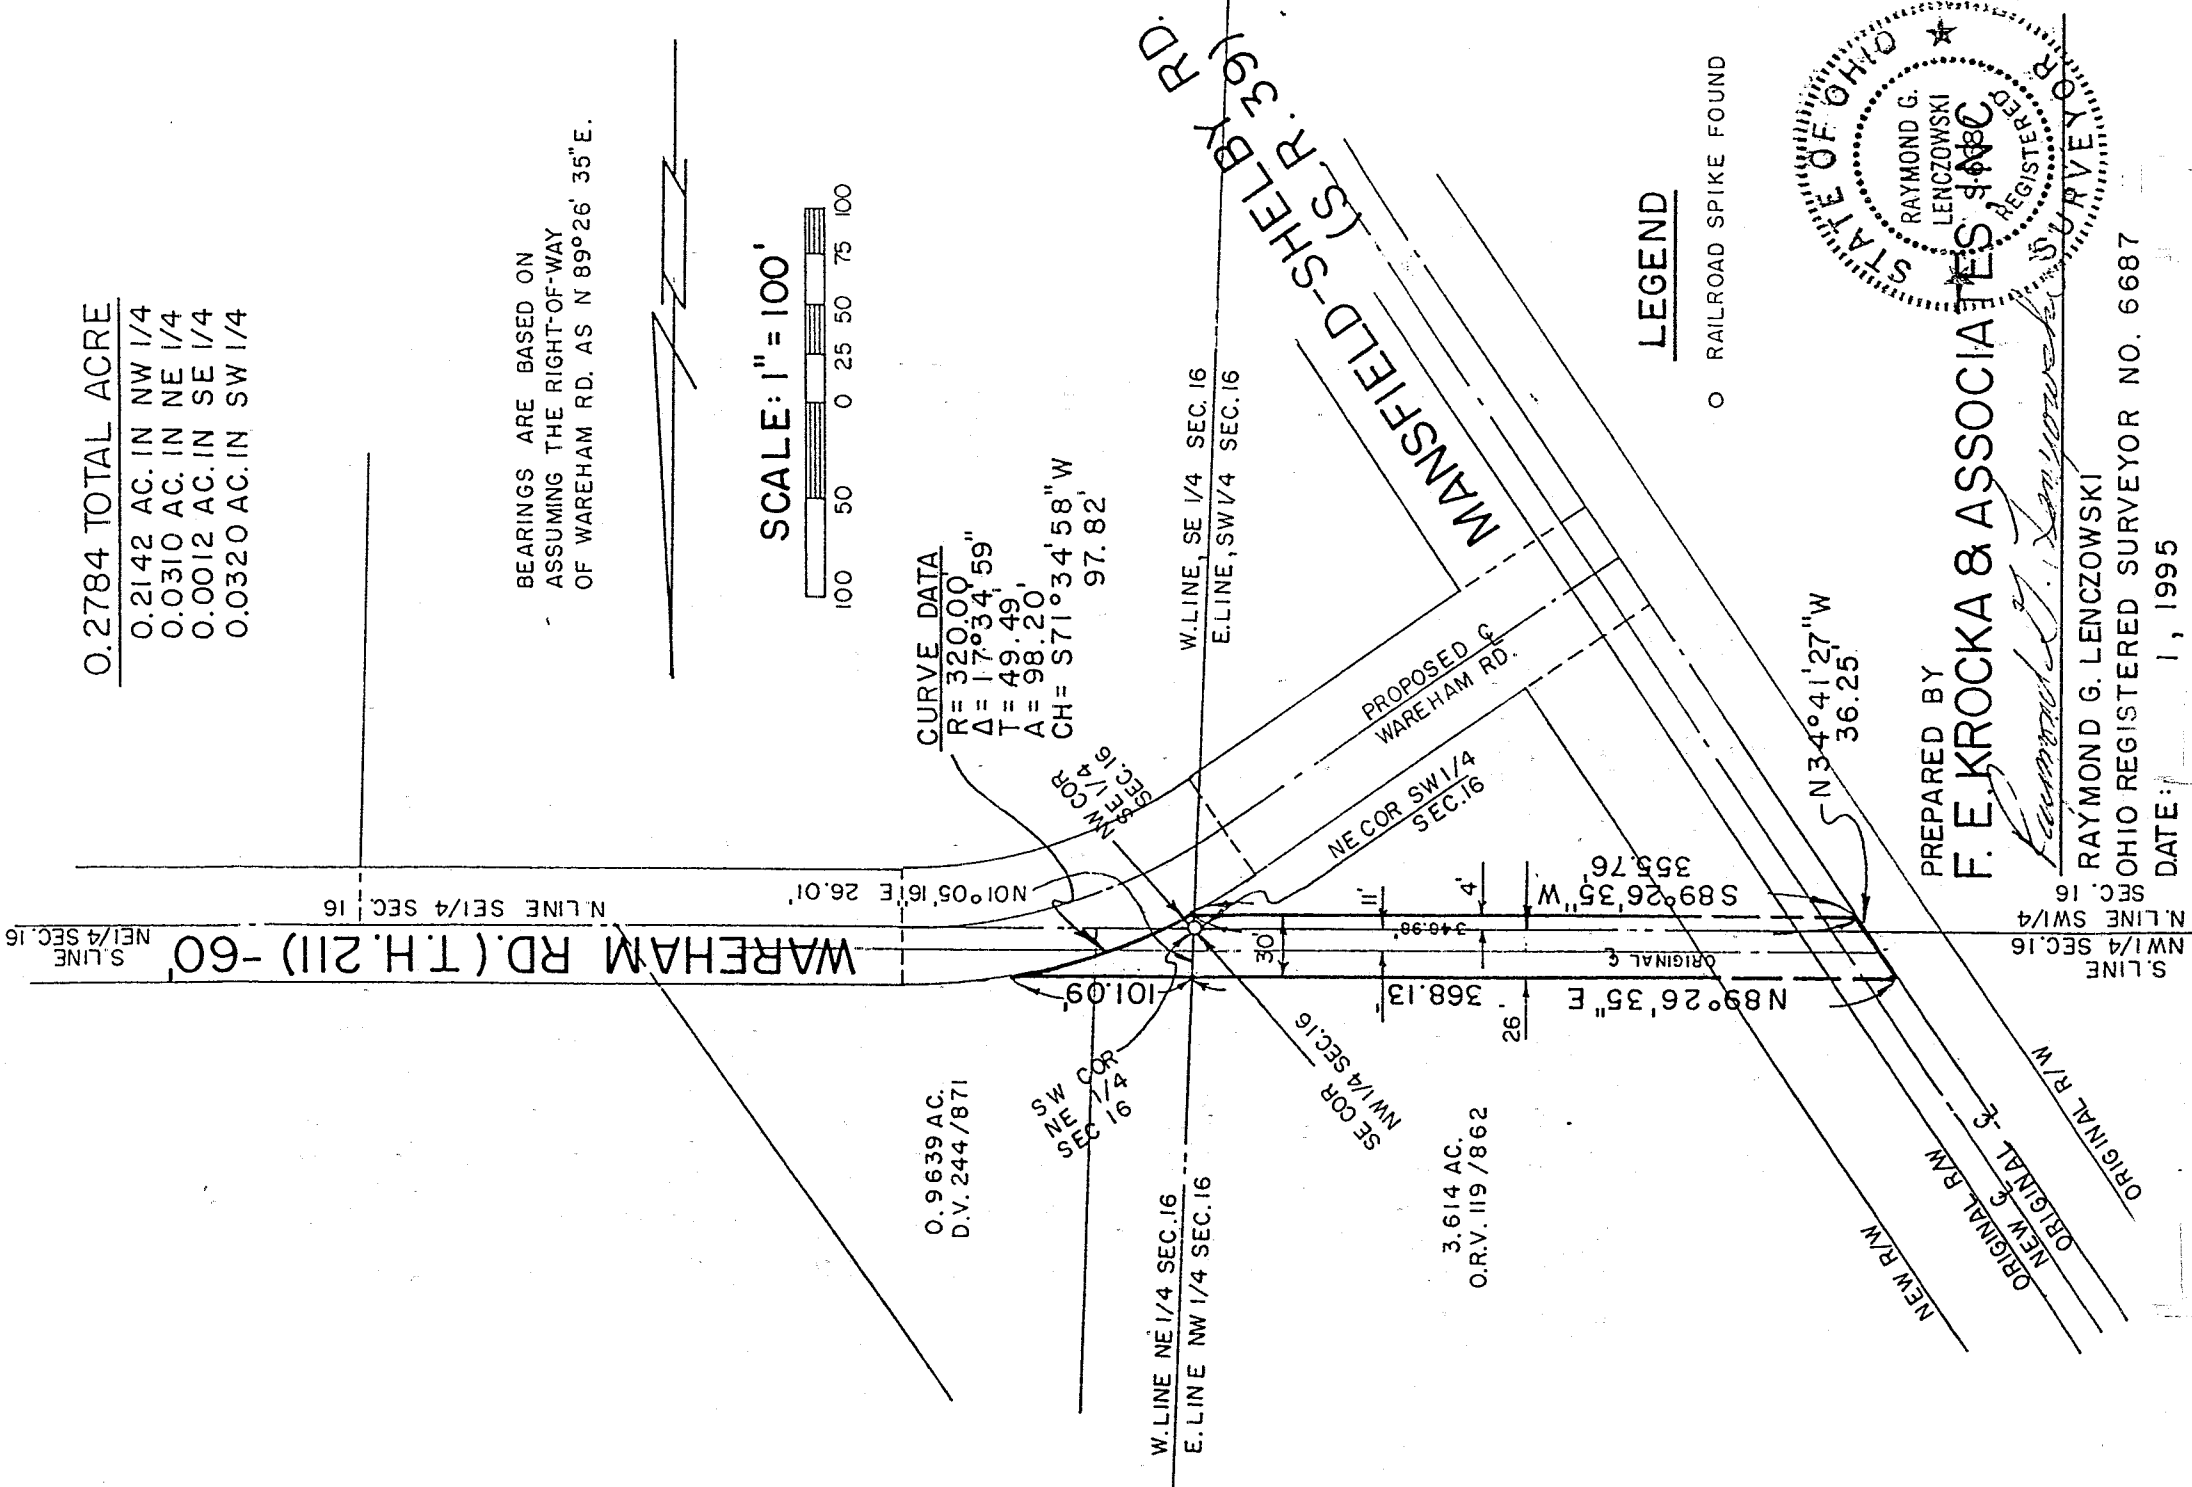 0.2784 TOTAL ACRE
0.2142 AC. IN NW 1/4
0.0310 AC. IN NE 1/4
0.0012 AC. IN SE 1/4
0.0320 AC. IN SW 1/4
BEARINGS ARE BASED ON
ASSUMING THE RIGHT-OF-WAY
OF WAREHAM RD. AS N 89°26' 35" E.
SCALE: 1" = 100'
100 50 0 25 50 75 100
CURVE DATA
R= 320.00'
Δ= 17°34' 59"
T= 49.49'
A= 98.20'
CH= S71°34'58"W
97.82'
MANSFIELD-SHELBY RD.
(S.R. 39)
W. LINE, SE 1/4 SEC. 16
E. LINE, SW 1/4 SEC. 16
NW COR
SE 1/4
SEC. 16
PROPOSED ℄
WAREHAM RD.
NE COR SW 1/4
SEC. 16
N01°05'16"E 26.01'
N. LINE SE1/4 SEC. 16
S. LINE
NE1/4 SEC. 16
WAREHAM RD. (T.H. 211) -60'
101.09'
30'
11'
4'
S89°26'35"W
355.76'
346.98'
ORIGINAL ℄
368.13'
26'
N89°26'35"E
SW COR
NE 1/4
SEC 16
SE COR
NW 1/4 SEC. 16
0.9639 AC.
D.V. 244/871
3.614 AC.
O.R.V. 119/862
W. LINE NE 1/4 SEC. 16
E. LINE NW 1/4 SEC. 16
N34°41'27"W
36.25'
N. LINE SW1/4
SEC. 16
S. LINE
NW1/4 SEC. 16
NEW R/W
ORIGINAL R/W
NEW ℄
ORIGINAL ℄
ORIGINAL R/W
LEGEND
O RAILROAD SPIKE FOUND
PREPARED BY
F. E. KROCKA & ASSOCIATES, INC.
RAYMOND G. LENCZOWSKI
OHIO REGISTERED SURVEYOR NO. 6687
DATE: 1, 1995
STATE OF OHIO
RAYMOND G.
LENCZOWSKI
REGISTERED
SURVEYOR